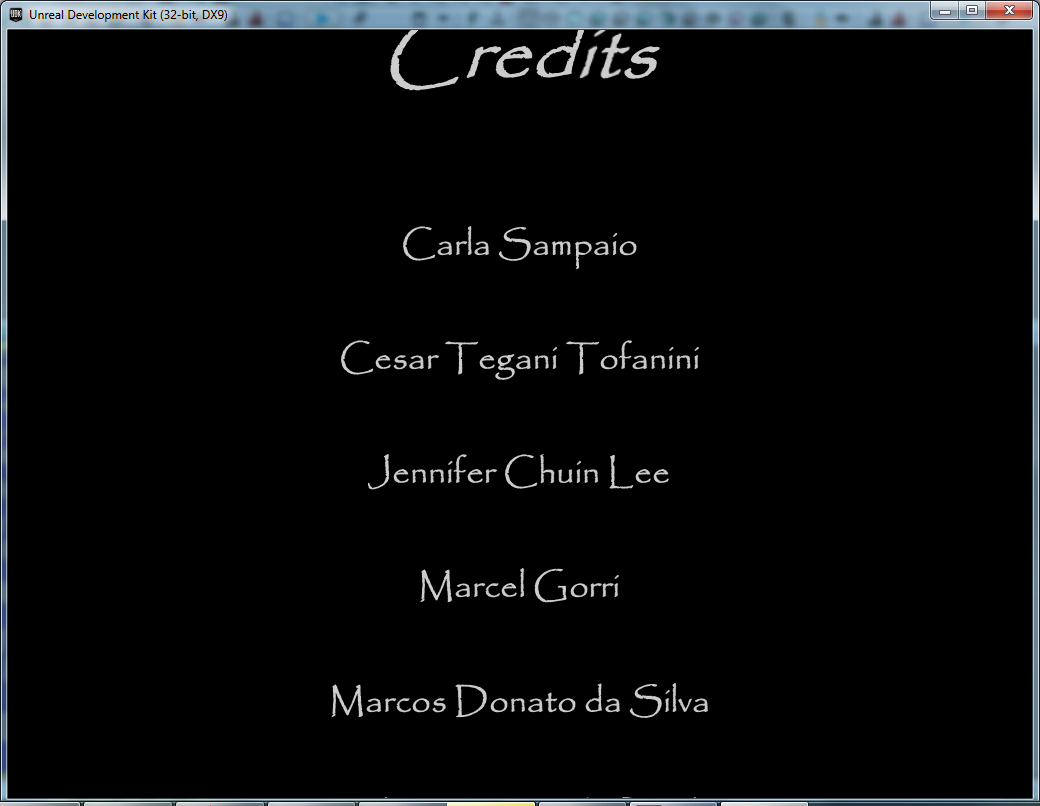 Unreal Development Kit (32-bit, DX9)
Credits
Carla Sampaio
Cesar Tegani Tofanini
Jennifer Chuin Lee
Marcel Gorri
Marcos Donato da Silva